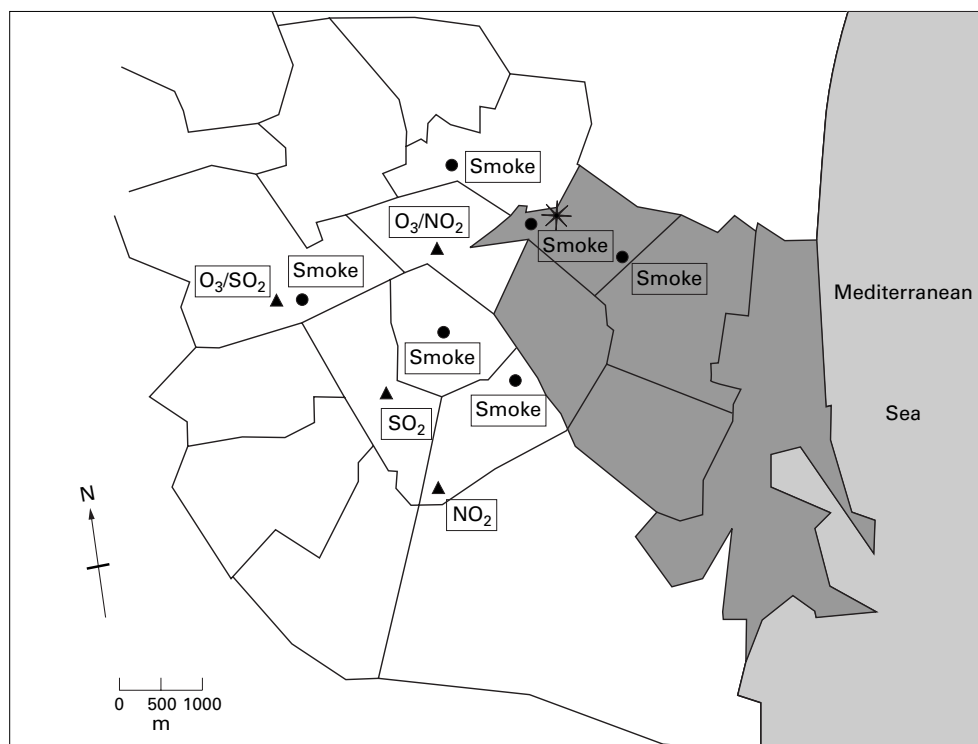 Smoke
O₃/NO₂
Smoke
Smoke
Smoke
O₃/SO₂
Mediterranean
Smoke
Smoke
SO₂
Sea
N
NO₂
0 500 1000
m